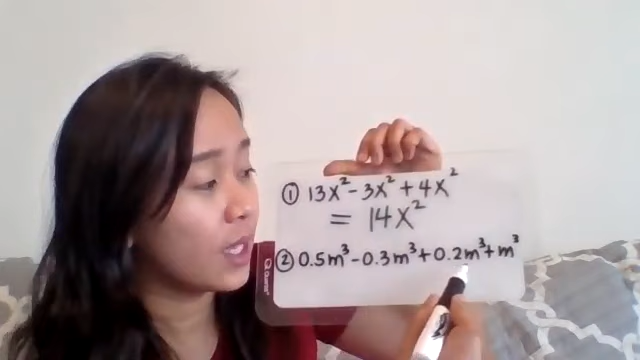 ① 13x² - 3x² + 4x²
= 14x²
② 0.5m³ - 0.3m³ + 0.2m³ + m³